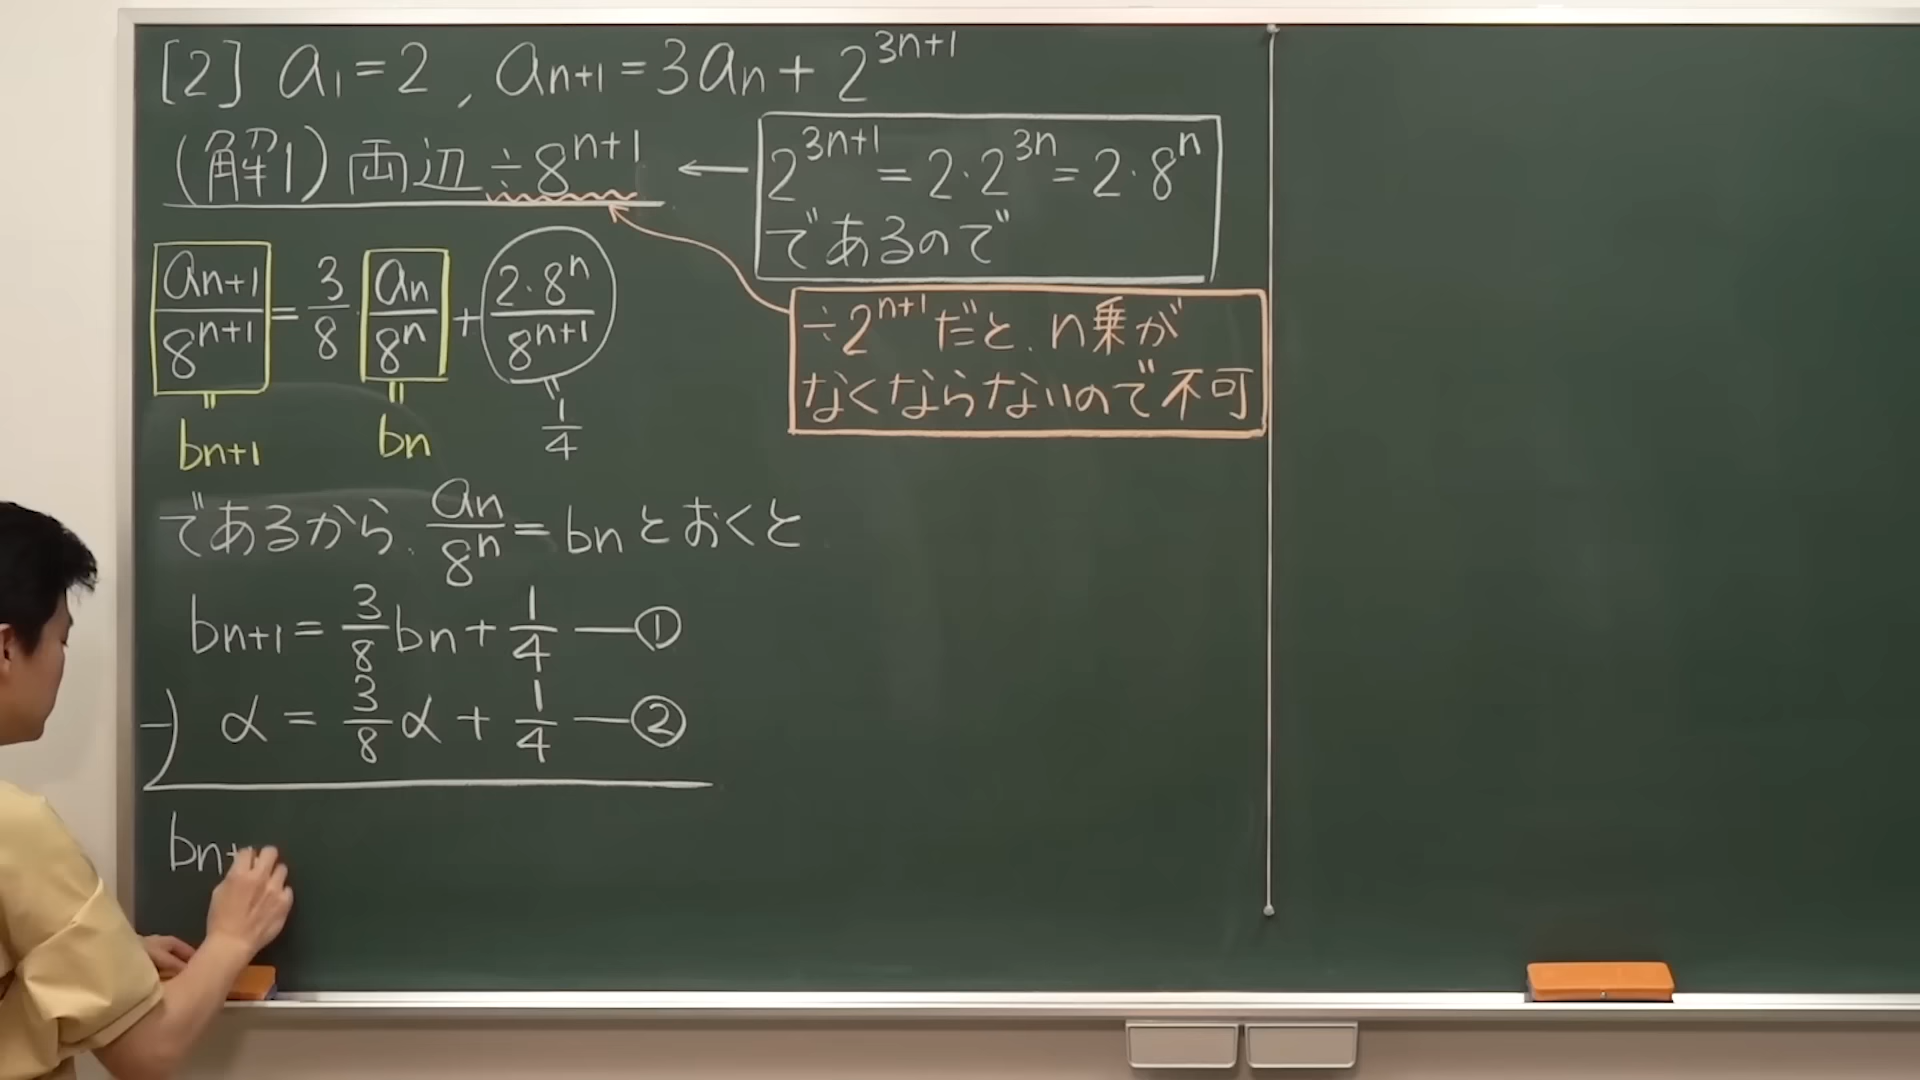 [2] a₁=2, aₙ₊₁=3aₙ+2³ⁿ⁺¹
(解1) 両辺÷8ⁿ⁺¹ ←
2³ⁿ⁺¹=2・2³ⁿ=2・8ⁿ
であるので
÷2ⁿ⁺¹だと、n乗が
なくならないので不可
aₙ₊₁/8ⁿ⁺¹ = 3/8・aₙ/8ⁿ + 2・8ⁿ/8ⁿ⁺¹
〃 〃 〃
bₙ₊₁ bₙ 1/4
であるから、aₙ/8ⁿ=bₙとおくと
bₙ₊₁=3/8bₙ+1/4 —①
-) α=3/8α+1/4 —②
bₙ₊